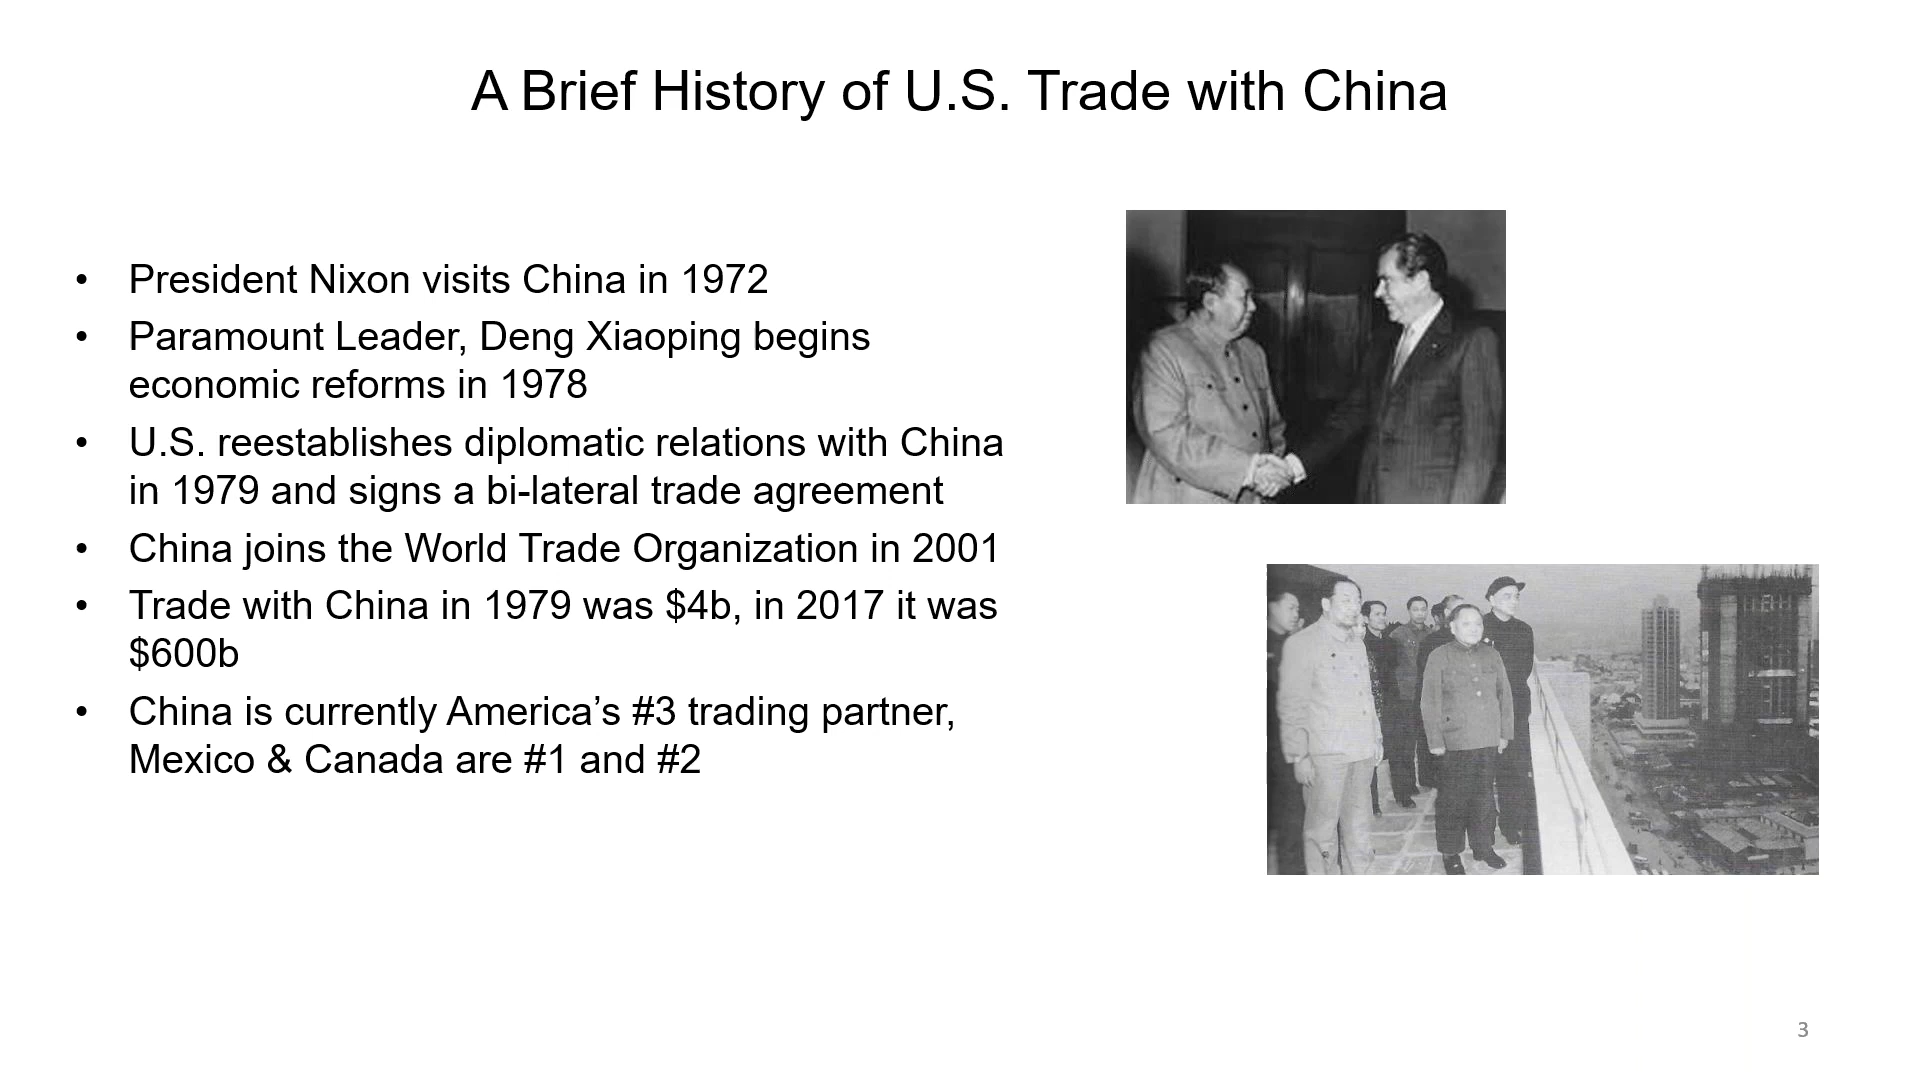 A Brief History of U.S. Trade with China
• President Nixon visits China in 1972
• Paramount Leader, Deng Xiaoping begins
economic reforms in 1978
• U.S. reestablishes diplomatic relations with China
in 1979 and signs a bi-lateral trade agreement
• China joins the World Trade Organization in 2001
• Trade with China in 1979 was $4b, in 2017 it was
$600b
• China is currently America’s #3 trading partner,
Mexico & Canada are #1 and #2
3